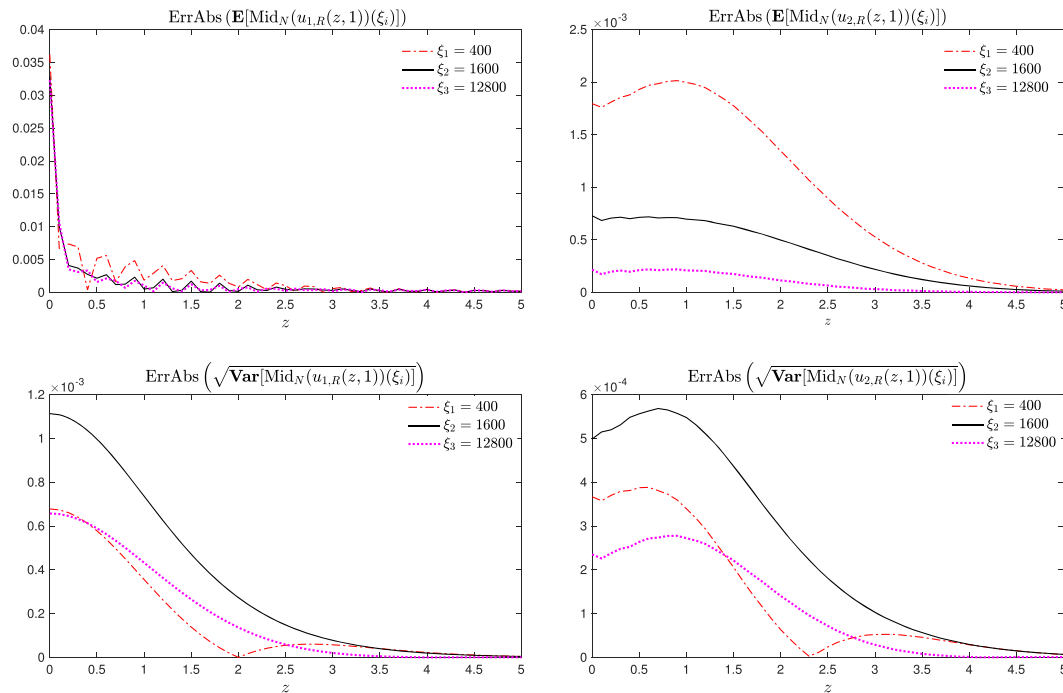 ErrAbs (E[Mid_N(u_{1,R}(z, 1))(ξ_i)])
0.04
0.035
0.03
0.025
0.02
0.015
0.01
0.005
0
ξ_1 = 400
ξ_2 = 1600
ξ_3 = 12800
0 0.5 1 1.5 2 2.5 3 3.5 4 4.5 5
z
ErrAbs (E[Mid_N(u_{2,R}(z, 1))(ξ_i)])
×10^{-3}
2.5
2
1.5
1
0.5
0
ξ_1 = 400
ξ_2 = 1600
ξ_3 = 12800
0 0.5 1 1.5 2 2.5 3 3.5 4 4.5 5
z
ErrAbs (√Var[Mid_N(u_{1,R}(z, 1))(ξ_i)])
×10^{-3}
1.2
1
0.8
0.6
0.4
0.2
0
ξ_1 = 400
ξ_2 = 1600
ξ_3 = 12800
0 0.5 1 1.5 2 2.5 3 3.5 4 4.5 5
z
ErrAbs (√Var[Mid_N(u_{2,R}(z, 1))(ξ_i)])
×10^{-4}
6
5
4
3
2
1
0
ξ_1 = 400
ξ_2 = 1600
ξ_3 = 12800
0 0.5 1 1.5 2 2.5 3 3.5 4 4.5 5
z